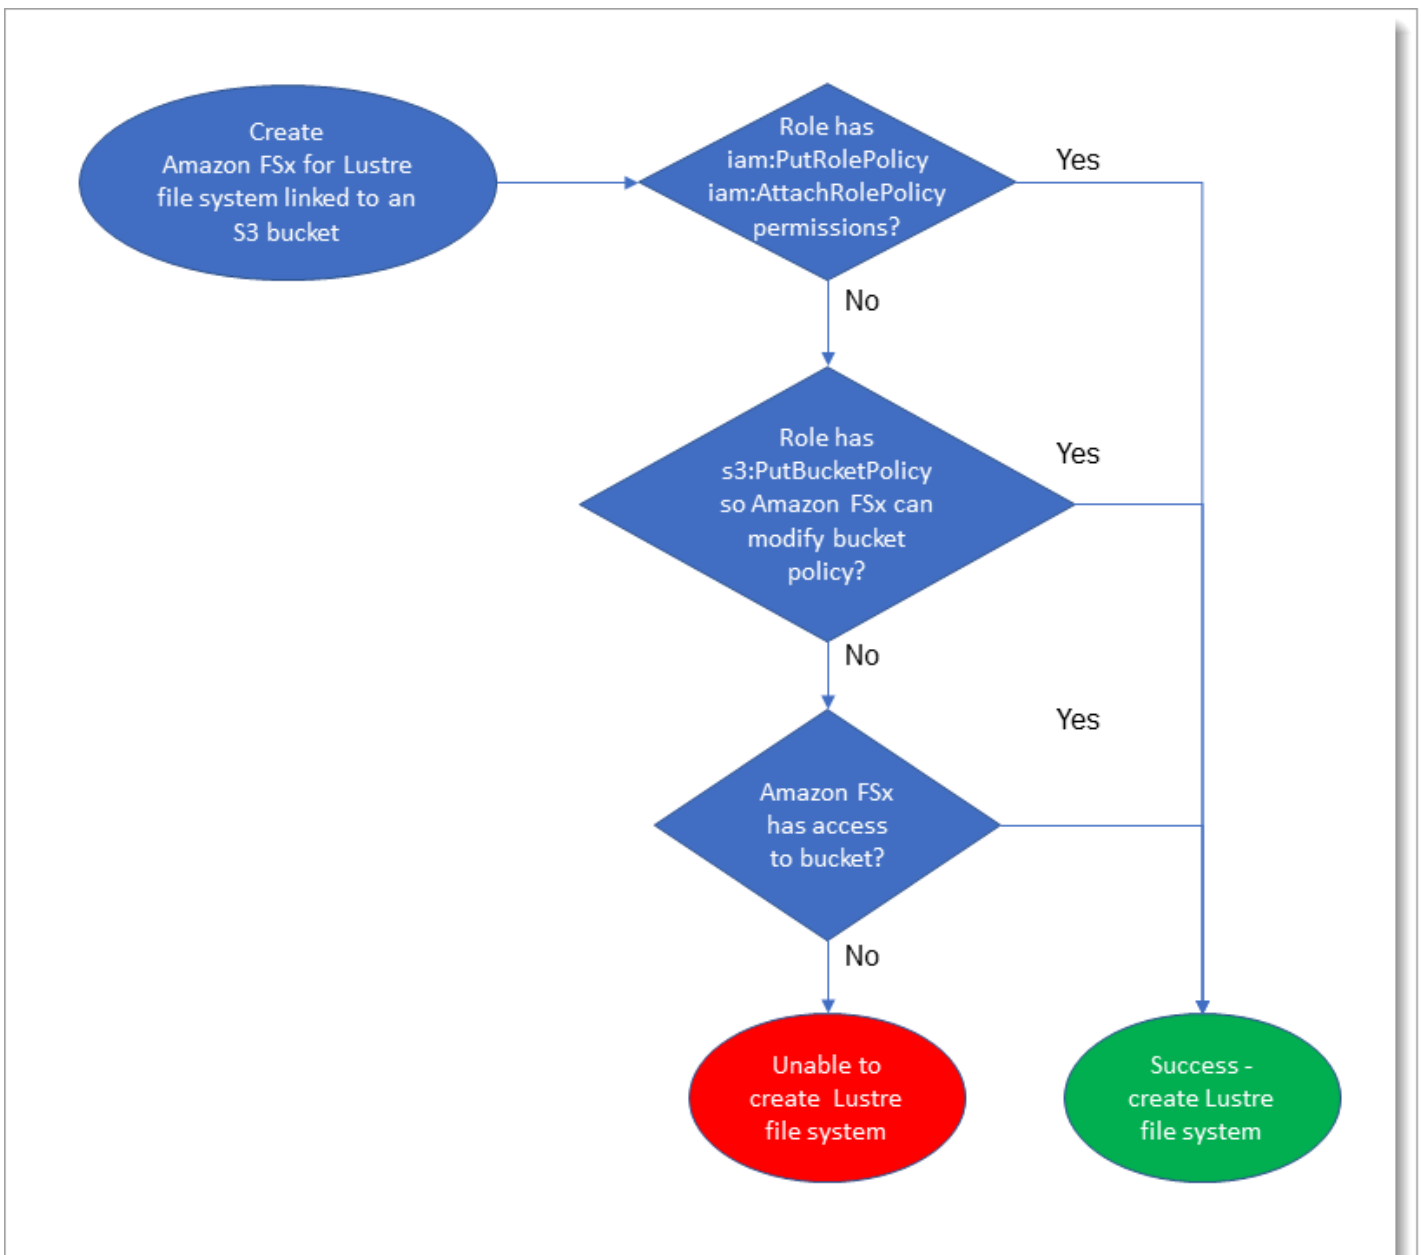 Create
Amazon FSx for Lustre
file system linked to an
S3 bucket
Role has
iam:PutRolePolicy
iam:AttachRolePolicy
permissions?
Yes
No
Role has
s3:PutBucketPolicy
so Amazon FSx can
modify bucket
policy?
Yes
No
Amazon FSx
has access
to bucket?
Yes
No
Unable to
create Lustre
file system
Success -
create Lustre
file system